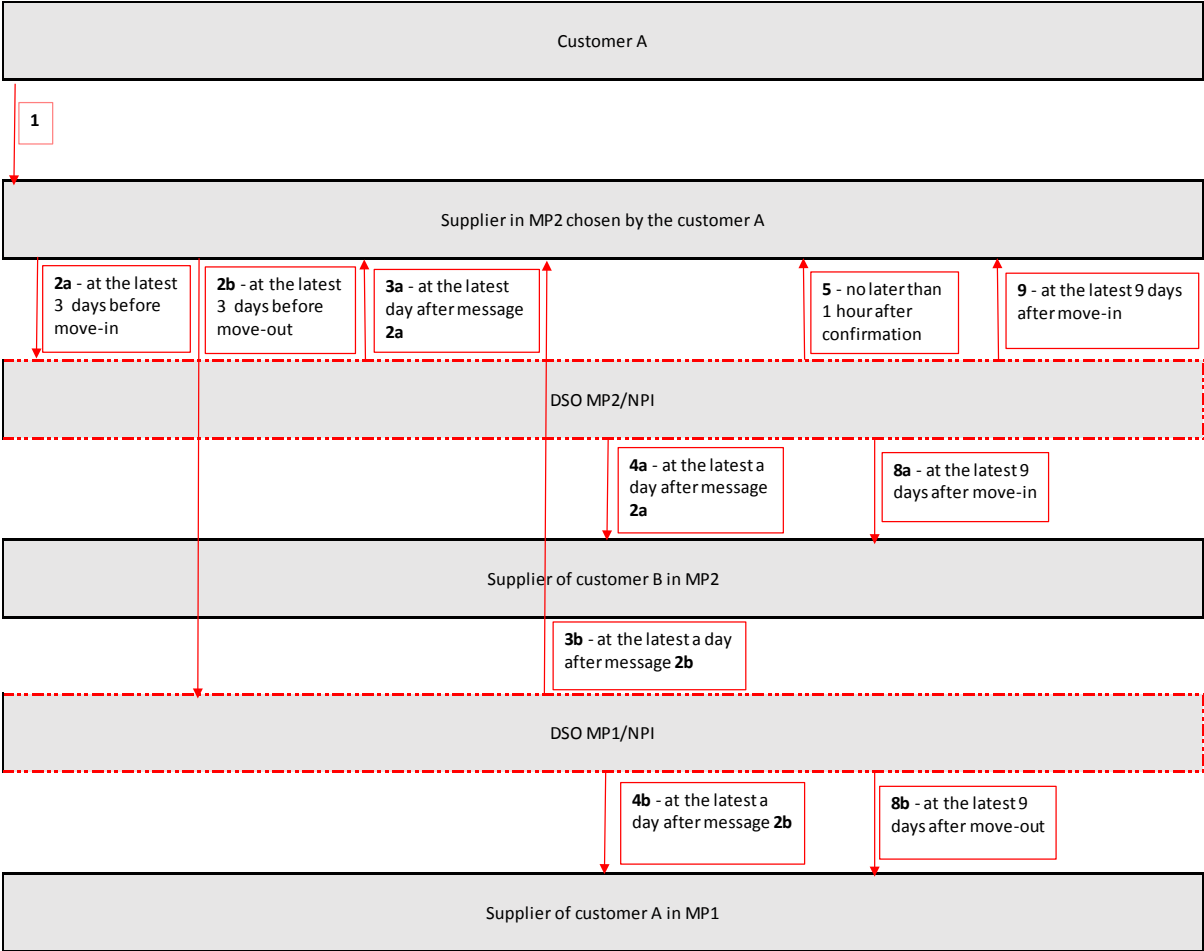 Customer A
1
Supplier in MP2 chosen by the customer A
2a - at the latest
3 days before
move-in
2b - at the latest
3 days before
move-out
3a - at the latest
day after message
2a
5 - no later than
1 hour after
confirmation
9 - at the latest 9 days
after move-in
DSO MP2/NPI
4a - at the latest a
day after message
2a
8a - at the latest 9
days after move-in
Supplier of customer B in MP2
3b - at the latest a day
after message 2b
DSO MP1/NPI
4b - at the latest a
day after message 2b
8b - at the latest 9
days after move-out
Supplier of customer A in MP1